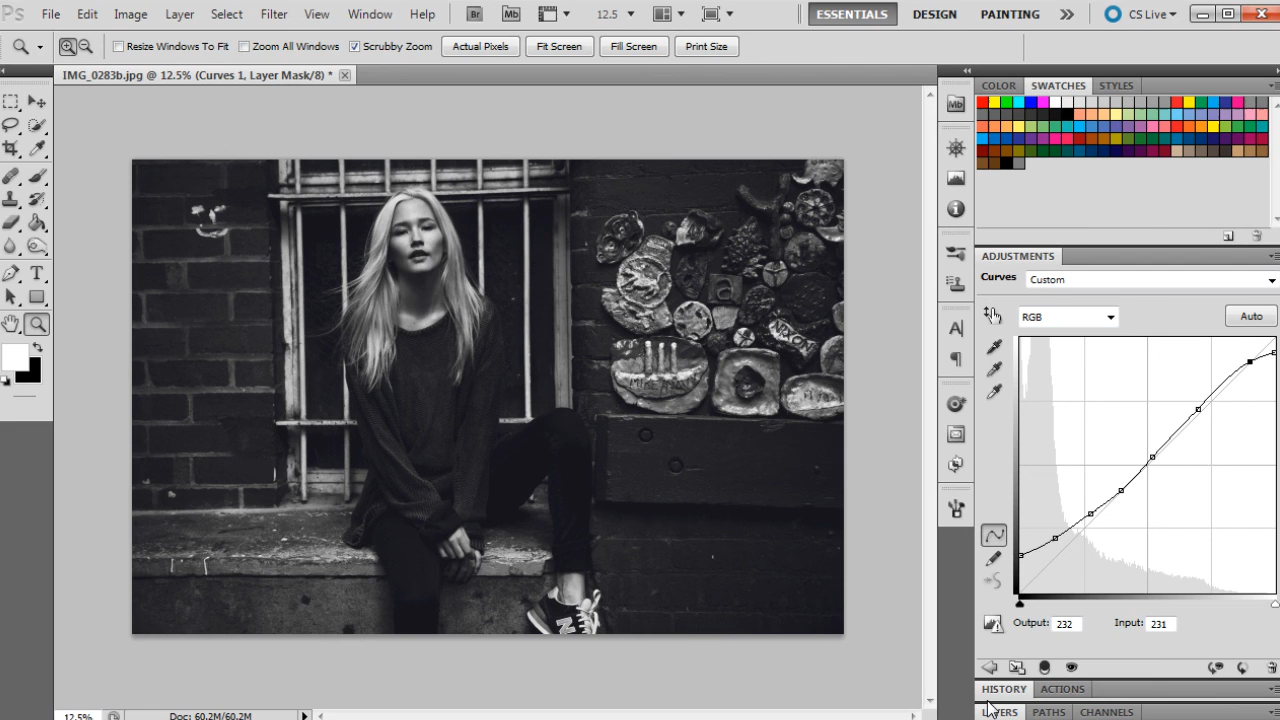 Ps File Edit Image Layer Select Filter View Window Help Br Mb 12.5 ESSENTIALS DESIGN PAINTING CS Live
Resize Windows To Fit Zoom All Windows Scrubby Zoom Actual Pixels Fit Screen Fill Screen Print Size
IMG_0283b.jpg @ 12.5% (Curves 1, Layer Mask/8) *
COLOR SWATCHES STYLES
Mb
ADJUSTMENTS
Curves Custom
RGB Auto
Output: 232 Input: 231
HISTORY ACTIONS
LAYERS PATHS CHANNELS
12.5% Doc: 60.2M/60.2M
N